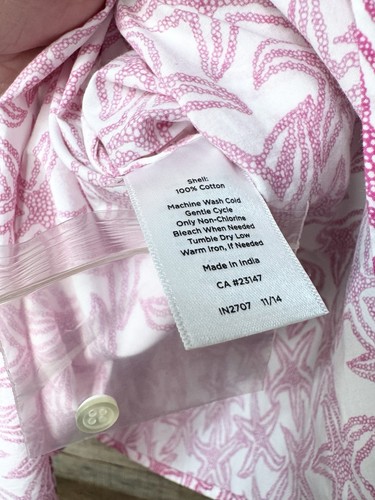 Shell:
100% Cotton
Machine Wash Cold
Gentle Cycle
Only Non-Chlorine
Bleach When Needed
Tumble Dry Low
Warm Iron, If Needed
Made in India
CA #23147
IN2707 11/14